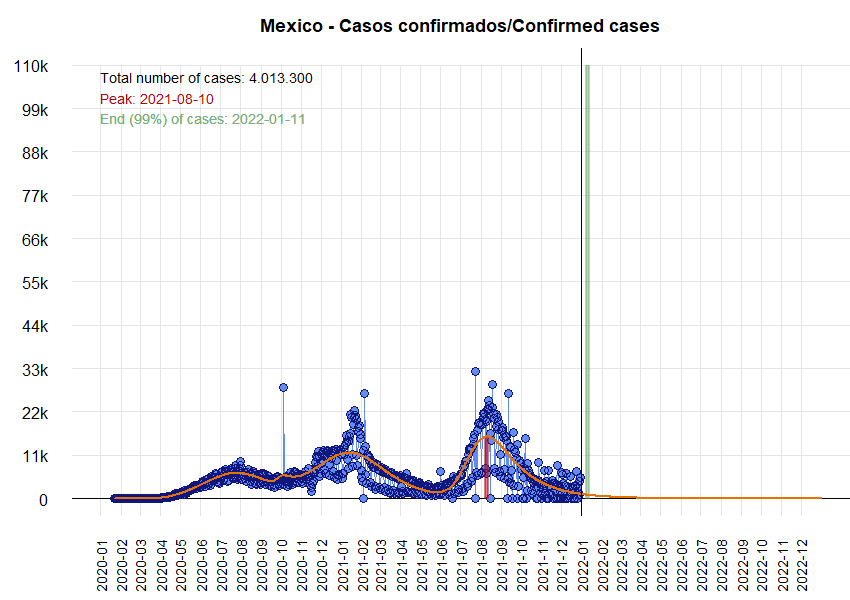 Mexico - Casos confirmados/Confirmed cases
110k
99k
88k
77k
66k
55k
44k
33k
22k
11k
0
Total number of cases: 4.013.300
Peak: 2021-08-10
End (99%) of cases: 2022-01-11
2020-01
2020-02
2020-03
2020-04
2020-05
2020-06
2020-07
2020-08
2020-09
2020-10
2020-11
2020-12
2021-01
2021-02
2021-03
2021-04
2021-05
2021-06
2021-07
2021-08
2021-09
2021-10
2021-11
2021-12
2022-01
2022-02
2022-03
2022-04
2022-05
2022-06
2022-07
2022-08
2022-09
2022-10
2022-11
2022-12